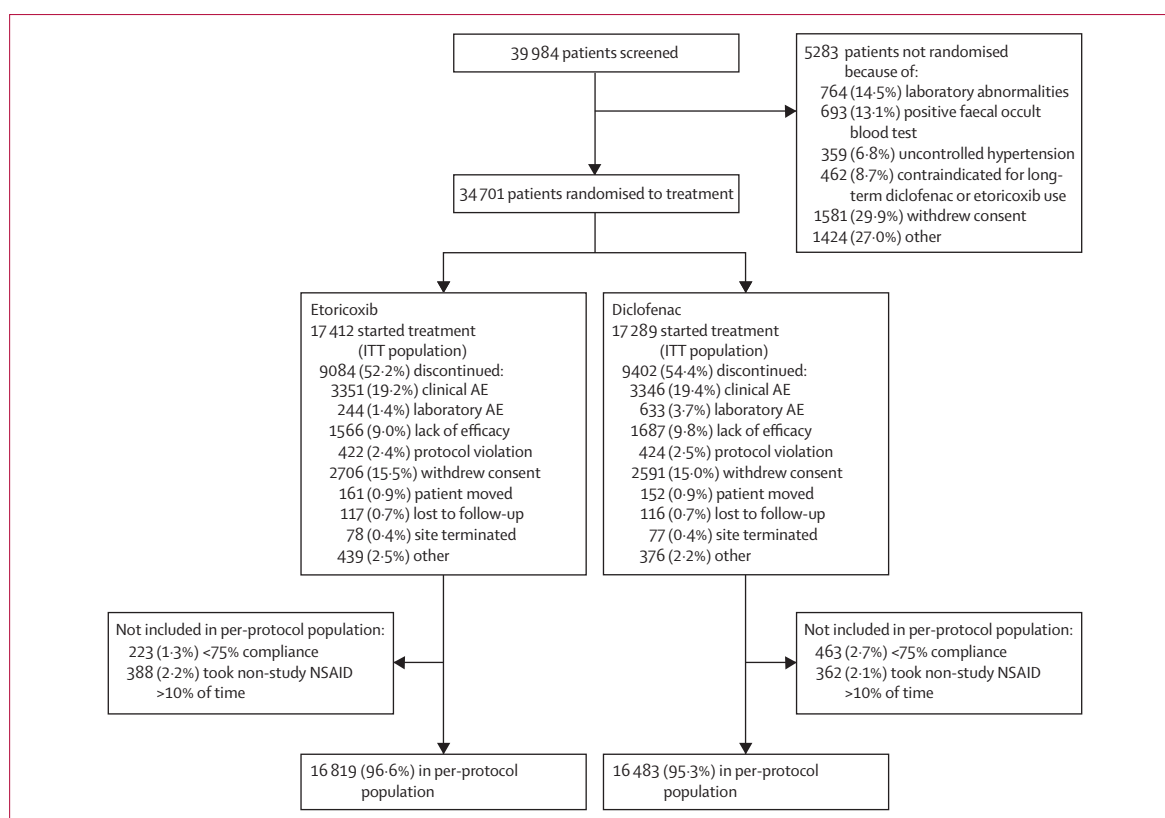 39 984 patients screened
5283 patients not randomised
because of:
764 (14·5%) laboratory abnormalities
693 (13·1%) positive faecal occult
blood test
359 (6·8%) uncontrolled hypertension
462 (8·7%) contraindicated for long-
term diclofenac or etoricoxib use
1581 (29·9%) withdrew consent
1424 (27·0%) other
34 701 patients randomised to treatment
Etoricoxib
17 412 started treatment
(ITT population)
9084 (52·2%) discontinued:
3351 (19·2%) clinical AE
244 (1·4%) laboratory AE
1566 (9·0%) lack of efficacy
422 (2·4%) protocol violation
2706 (15·5%) withdrew consent
161 (0·9%) patient moved
117 (0·7%) lost to follow-up
78 (0·4%) site terminated
439 (2·5%) other
Diclofenac
17 289 started treatment
(ITT population)
9402 (54·4%) discontinued:
3346 (19·4%) clinical AE
633 (3·7%) laboratory AE
1687 (9·8%) lack of efficacy
424 (2·5%) protocol violation
2591 (15·0%) withdrew consent
152 (0·9%) patient moved
116 (0·7%) lost to follow-up
77 (0·4%) site terminated
376 (2·2%) other
Not included in per-protocol population:
223 (1·3%) <75% compliance
388 (2·2%) took non-study NSAID
>10% of time
Not included in per-protocol population:
463 (2·7%) <75% compliance
362 (2·1%) took non-study NSAID
>10% of time
16 819 (96·6%) in per-protocol
population
16 483 (95·3%) in per-protocol
population